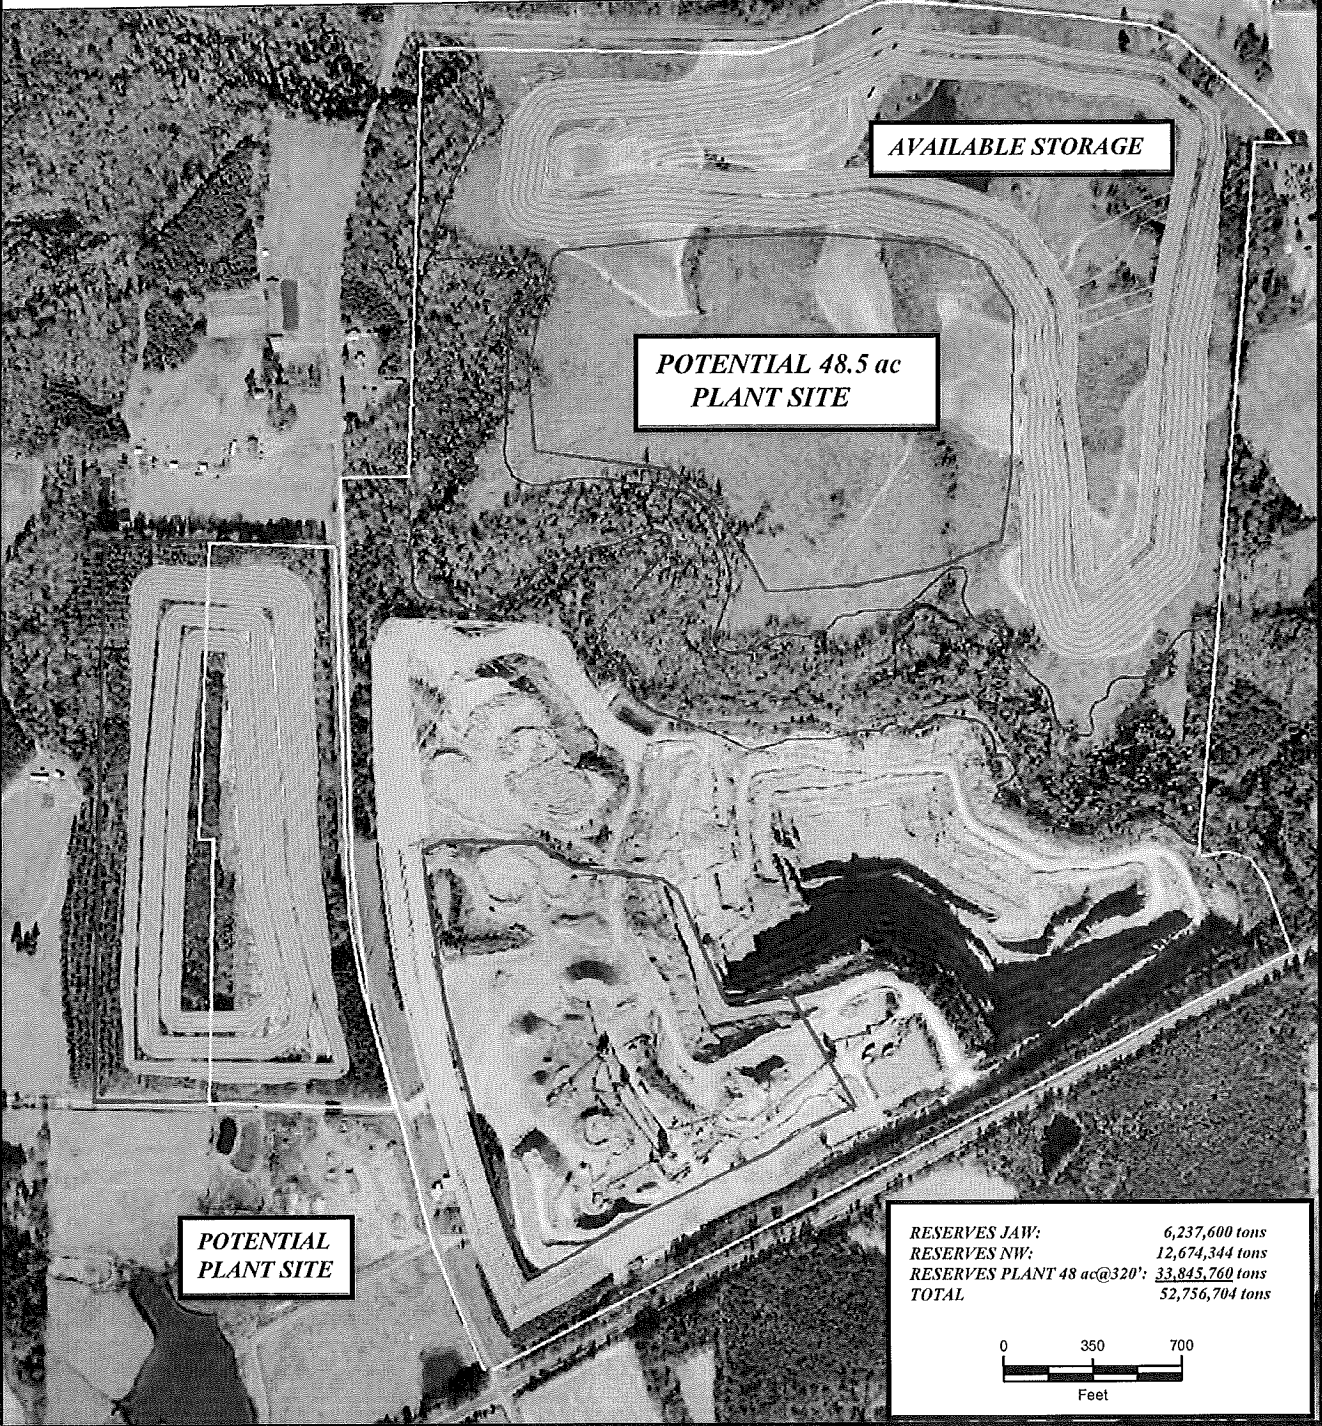 AVAILABLE STORAGE
POTENTIAL 48.5 ac
PLANT SITE
POTENTIAL
PLANT SITE
RESERVES JAW: 6,237,600 tons
RESERVES NW: 12,674,344 tons
RESERVES PLANT 48 ac@320': 33,845,760 tons
TOTAL 52,756,704 tons
0 350 700
Feet